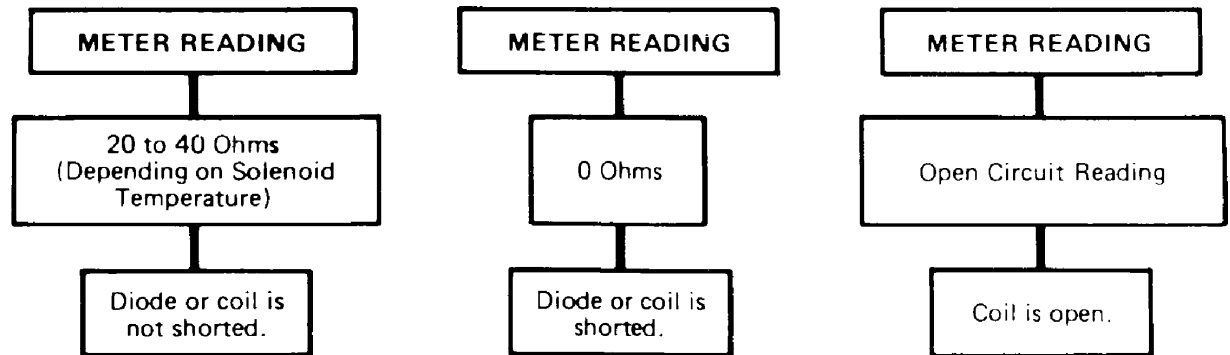 METER READING
20 to 40 Ohms
(Depending on Solenoid
Temperature)
Diode or coil is
not shorted.
METER READING
0 Ohms
Diode or coil is
shorted.
METER READING
Open Circuit Reading
Coil is open.